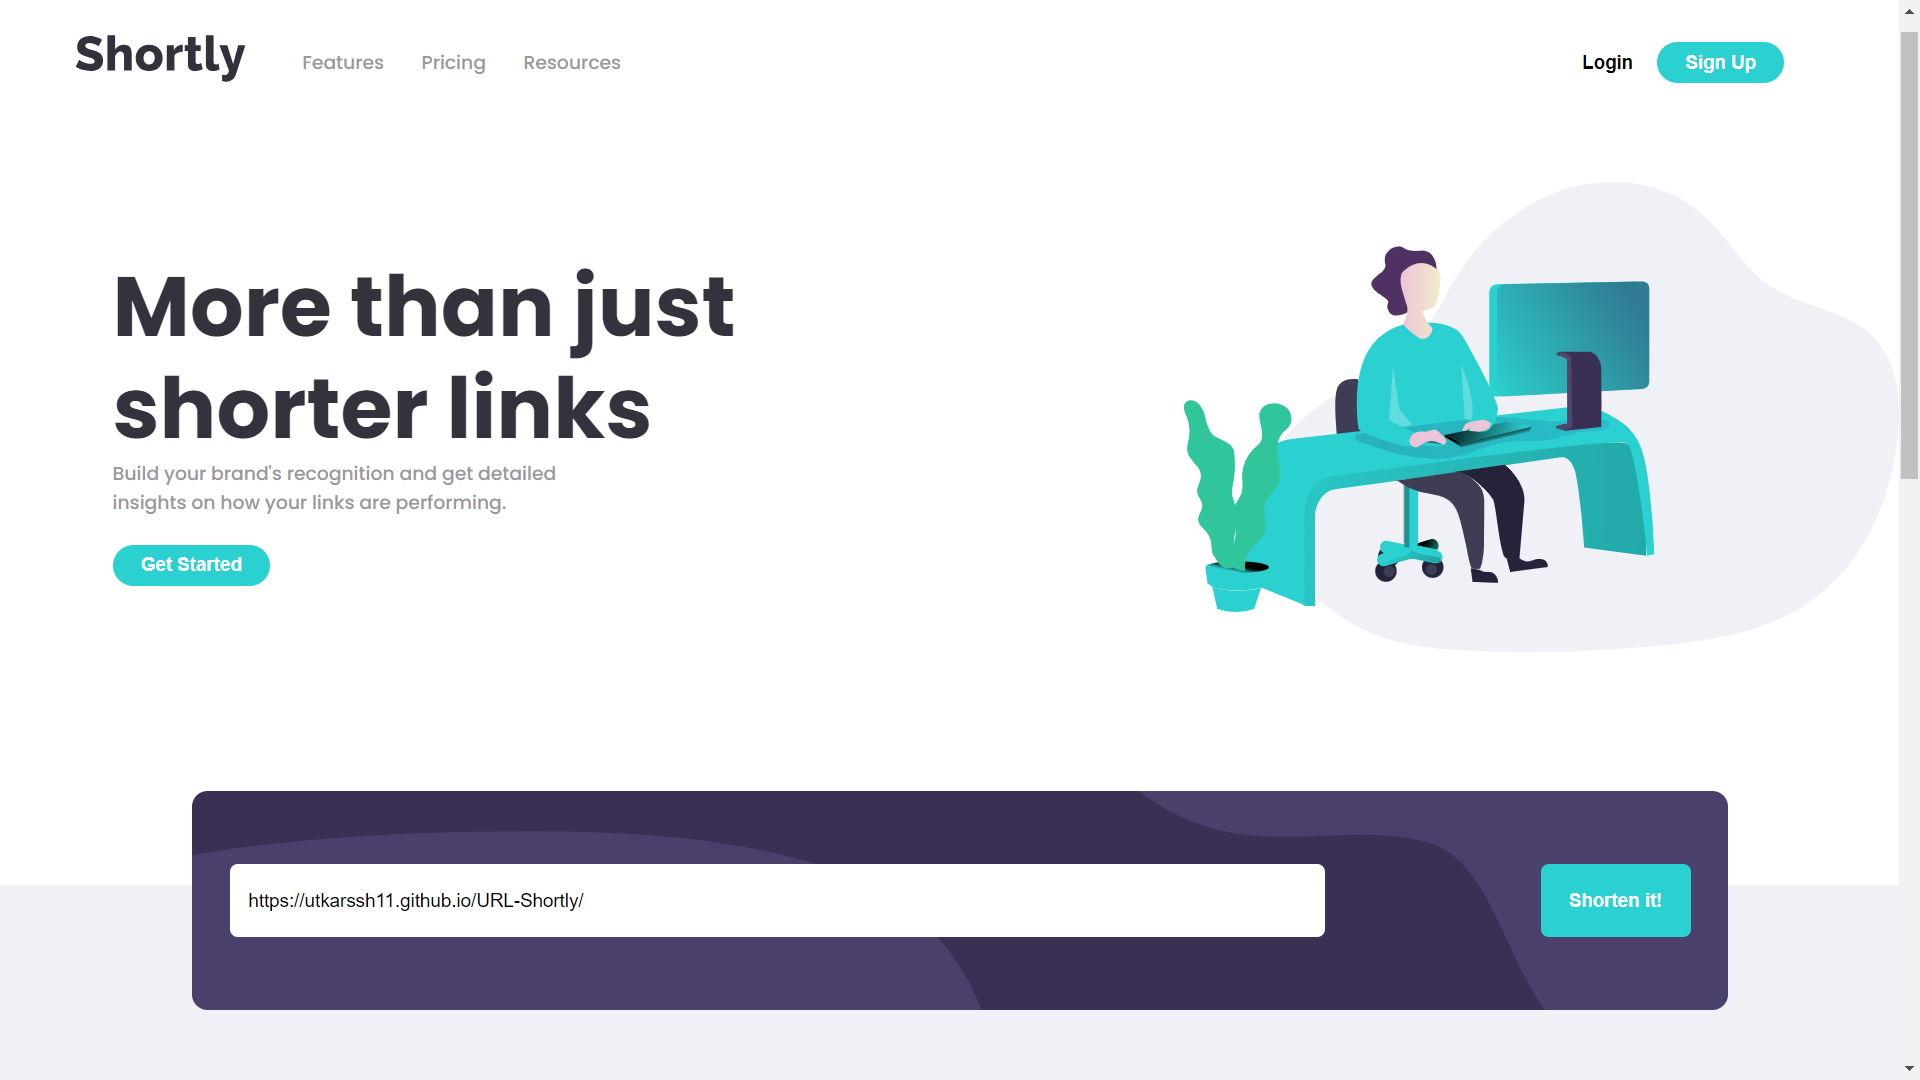 Shortly
Features
Pricing
Resources
Login
Sign Up
More than just
shorter links
Build your brand's recognition and get detailed
insights on how your links are performing.
Get Started
https://utkarssh11.github.io/URL-Shortly/
Shorten it!